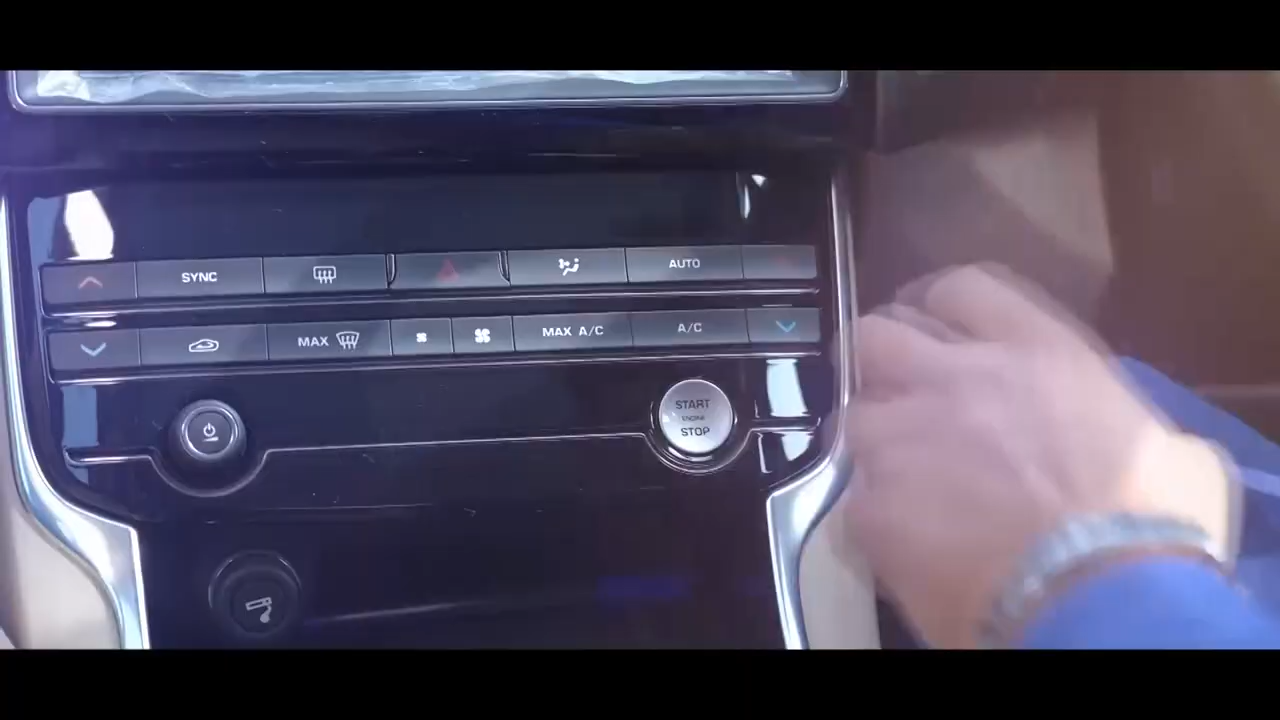 SYNC
AUTO
MAX
MAX A/C
A/C
START
ENGINE
STOP